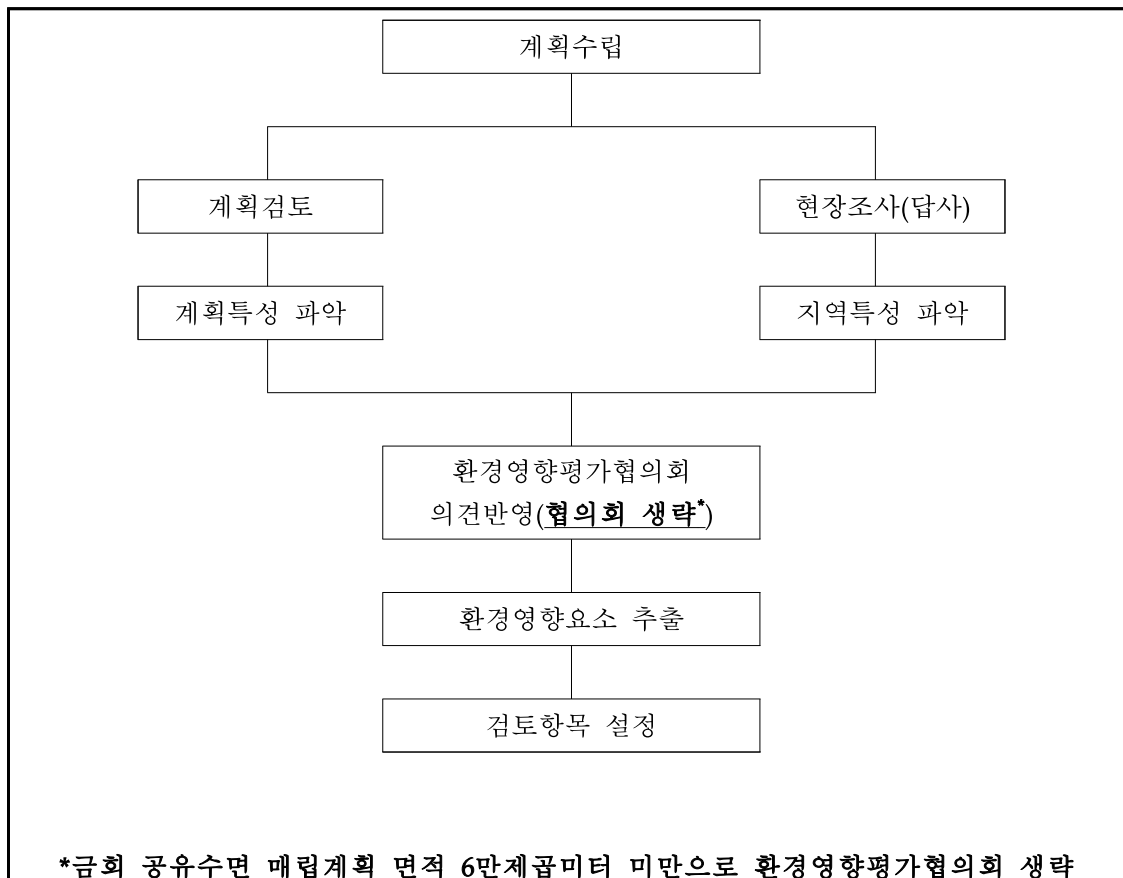 계획수립
계획검토
현장조사(답사)
계획특성 파악
지역특성 파악
환경영향평가협의회
의견반영(협의회 생략*)
환경영향요소 추출
검토항목 설정
*금회 공유수면 매립계획 면적 6만제곱미터 미만으로 환경영향평가협의회 생략